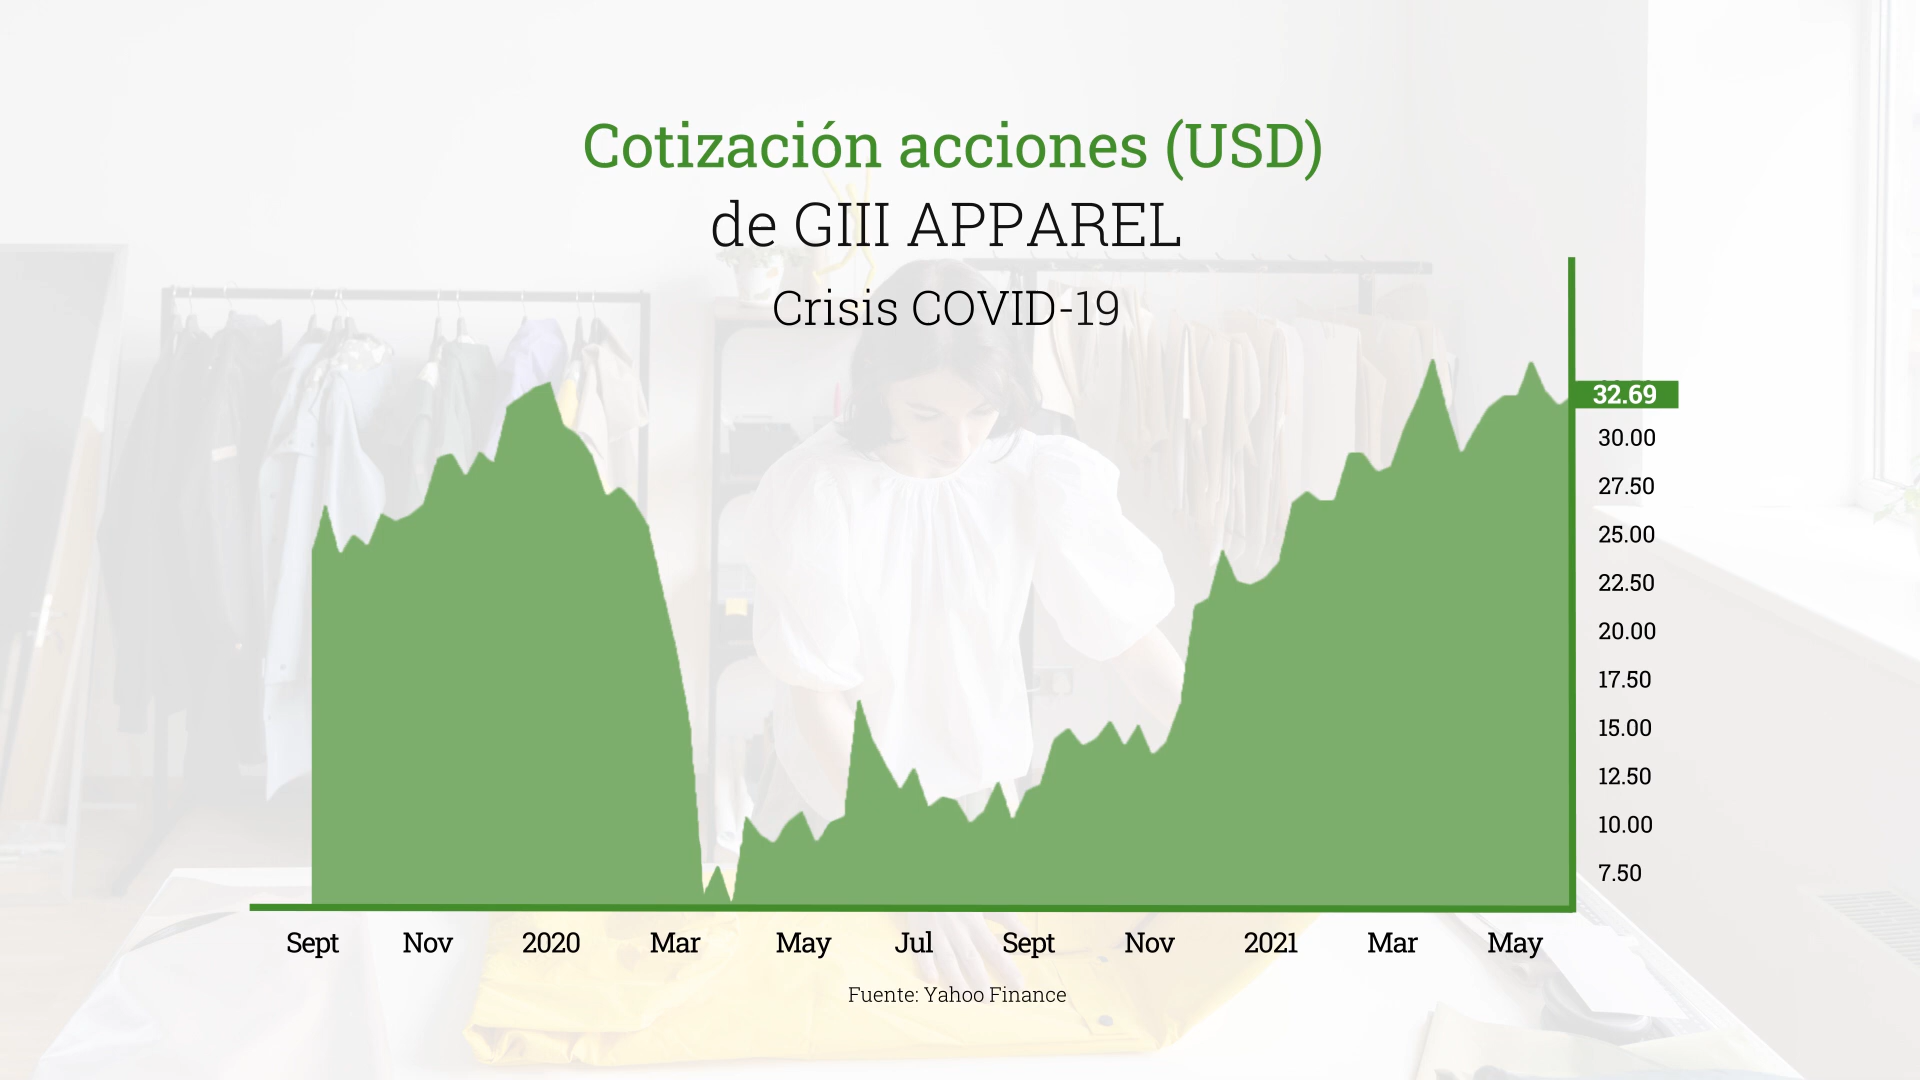 Cotización acciones (USD)
de GIII APPAREL
Crisis COVID-19
32.69
30.00
27.50
25.00
22.50
20.00
17.50
15.00
12.50
10.00
7.50
Sept Nov 2020 Mar May Jul Sept Nov 2021 Mar May
Fuente: Yahoo Finance